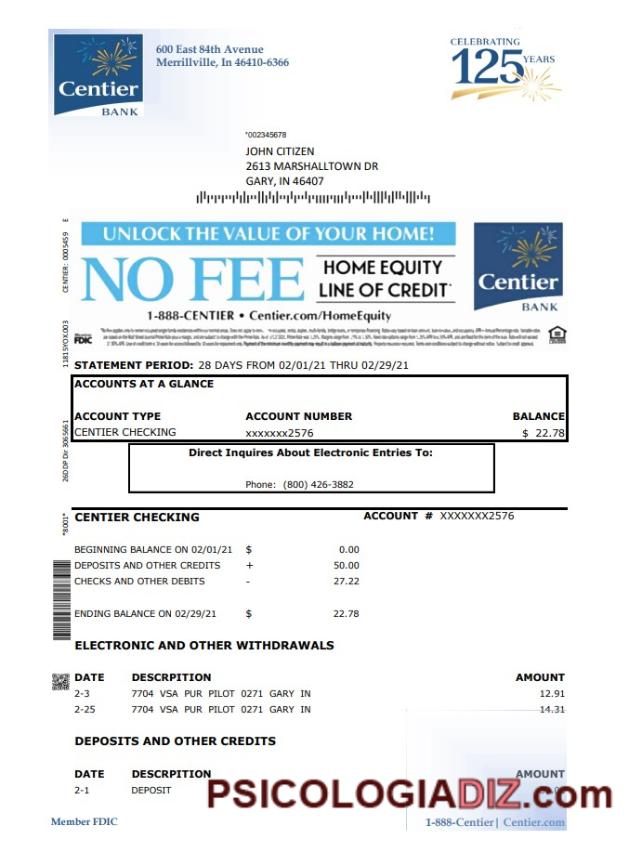 Centier
BANK
600 East 84th Avenue
Merrillville, In 46410-6366
CELEBRATING
125 YEARS
*002345678
JOHN CITIZEN
2613 MARSHALLTOWN DR
GARY, IN 46407
CENTIER: 0005459 E
UNLOCK THE VALUE OF YOUR HOME!
NO FEE
HOME EQUITY
LINE OF CREDIT*
1-888-CENTIER • Centier.com/HomeEquity
Centier
BANK
Member
FDIC
STATEMENT PERIOD: 28 DAYS FROM 02/01/21 THRU 02/29/21
ACCOUNTS AT A GLANCE
ACCOUNT TYPE ACCOUNT NUMBER BALANCE
CENTIER CHECKING xxxxxxx2576 $ 22.78
Direct Inquires About Electronic Entries To:
Phone: (800) 426-3882
*8001*
CENTIER CHECKING ACCOUNT # XXXXXXX2576
BEGINNING BALANCE ON 02/01/21 $ 0.00
DEPOSITS AND OTHER CREDITS + 50.00
CHECKS AND OTHER DEBITS - 27.22
ENDING BALANCE ON 02/29/21 $ 22.78
ELECTRONIC AND OTHER WITHDRAWALS
DATE DESCRPITION AMOUNT
2-3 7704 VSA PUR PILOT 0271 GARY IN 12.91
2-25 7704 VSA PUR PILOT 0271 GARY IN 14.31
DEPOSITS AND OTHER CREDITS
DATE DESCRPITION AMOUNT
2-1 DEPOSIT
PSICOLOGIADIZ.com
Member FDIC 1-888-Centier| Centier.com